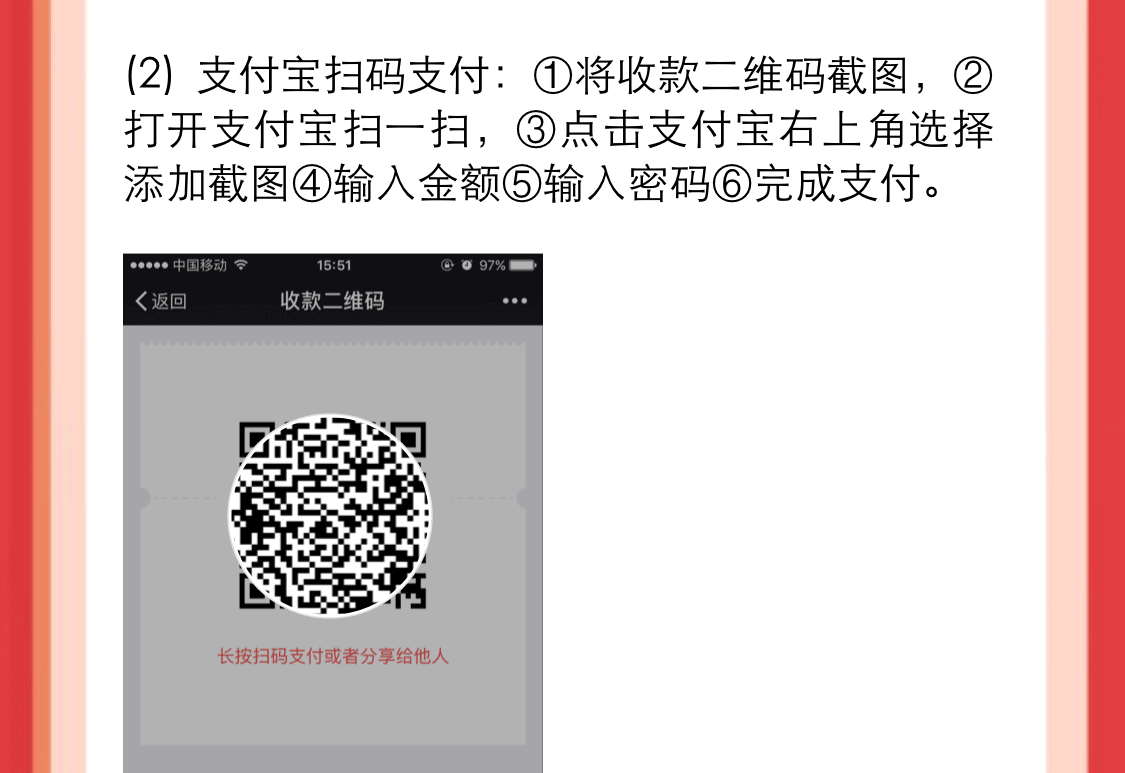 (2) 支付宝扫码支付：①将收款二维码截图，②
打开支付宝扫一扫，③点击支付宝右上角选择
添加截图④输入金额⑤输入密码⑥完成支付。
中国移动 15:51 97%
返回 收款二维码
长按扫码支付或者分享给他人